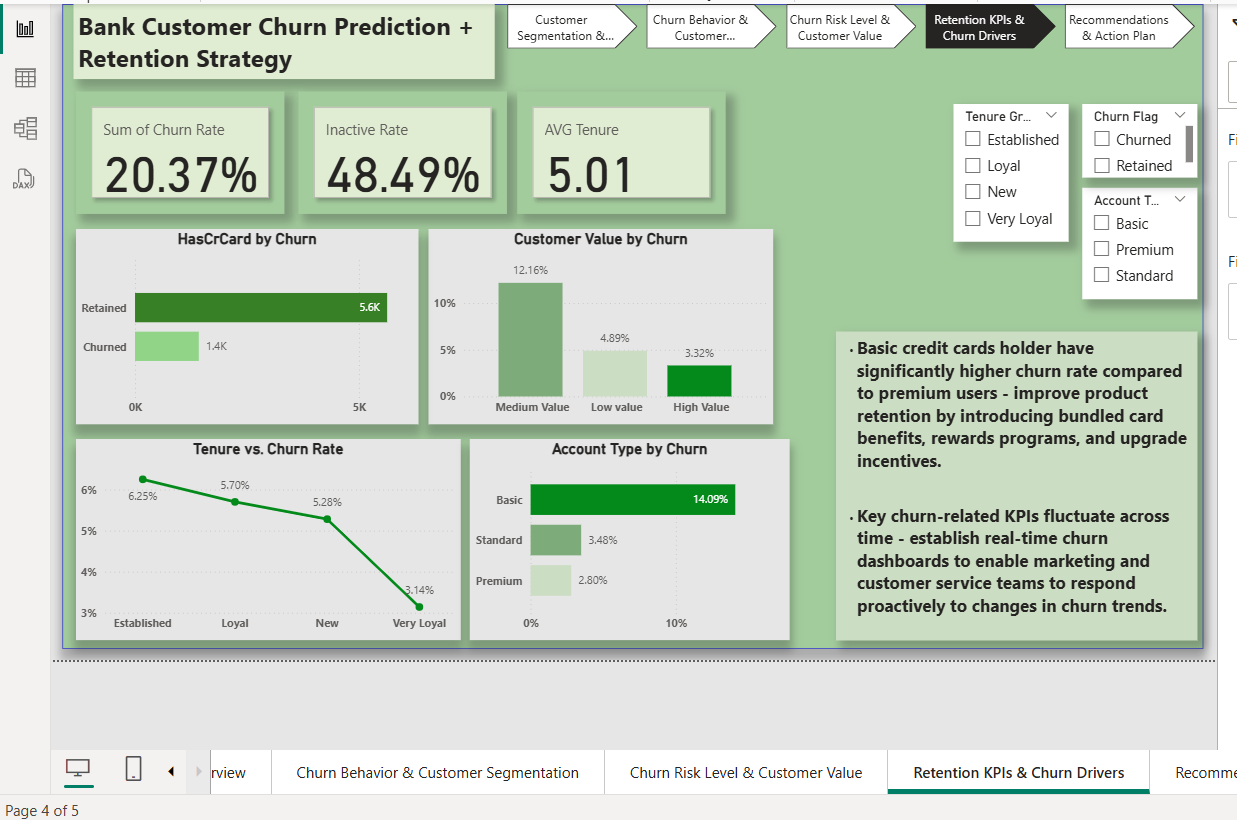 Bank Customer Churn Prediction +
Retention Strategy
Customer
Segmentation &...
Churn Behavior &
Customer...
Churn Risk Level &
Customer Value
Retention KPIs &
Churn Drivers
Recommendations
& Action Plan
Sum of Churn Rate
20.37%
Inactive Rate
48.49%
AVG Tenure
5.01
Tenure Gr...
Established
Loyal
New
Very Loyal
Churn Flag
Churned
Retained
Account T...
Basic
Premium
Standard
HasCrCard by Churn
Retained
5.6K
Churned
1.4K
0K
5K
Customer Value by Churn
12.16%
10%
4.89%
5%
3.32%
0%
Medium Value
Low value
High Value
Tenure vs. Churn Rate
6%
6.25%
5.70%
5.28%
5%
4%
3.14%
3%
Established
Loyal
New
Very Loyal
Account Type by Churn
Basic
14.09%
Standard
3.48%
Premium
2.80%
0%
10%
· Basic credit cards holder have
significantly higher churn rate compared
to premium users - improve product
retention by introducing bundled card
benefits, rewards programs, and upgrade
incentives.
· Key churn-related KPIs fluctuate across
time - establish real-time churn
dashboards to enable marketing and
customer service teams to respond
proactively to changes in churn trends.
DAX
Fi
Fi
rview
Churn Behavior & Customer Segmentation
Churn Risk Level & Customer Value
Retention KPIs & Churn Drivers
Recomme
Page 4 of 5